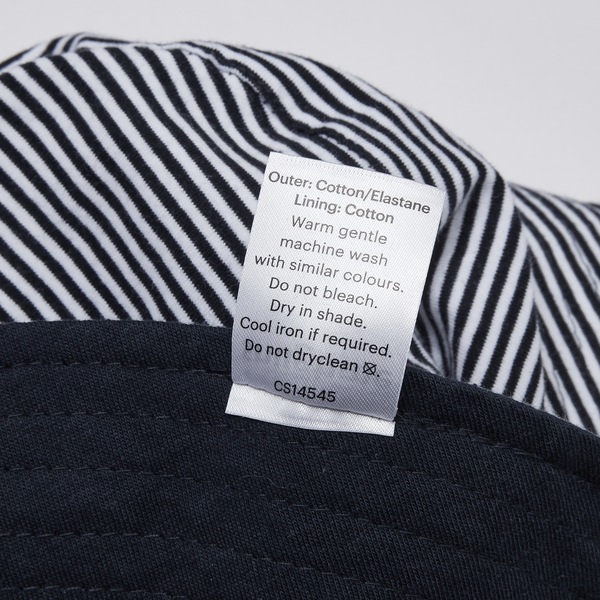 Outer: Cotton/Elastane
Lining: Cotton
Warm gentle
machine wash
with similar colours.
Do not bleach.
Dry in shade.
Cool iron if required.
Do not dryclean ⊠.
CS14545